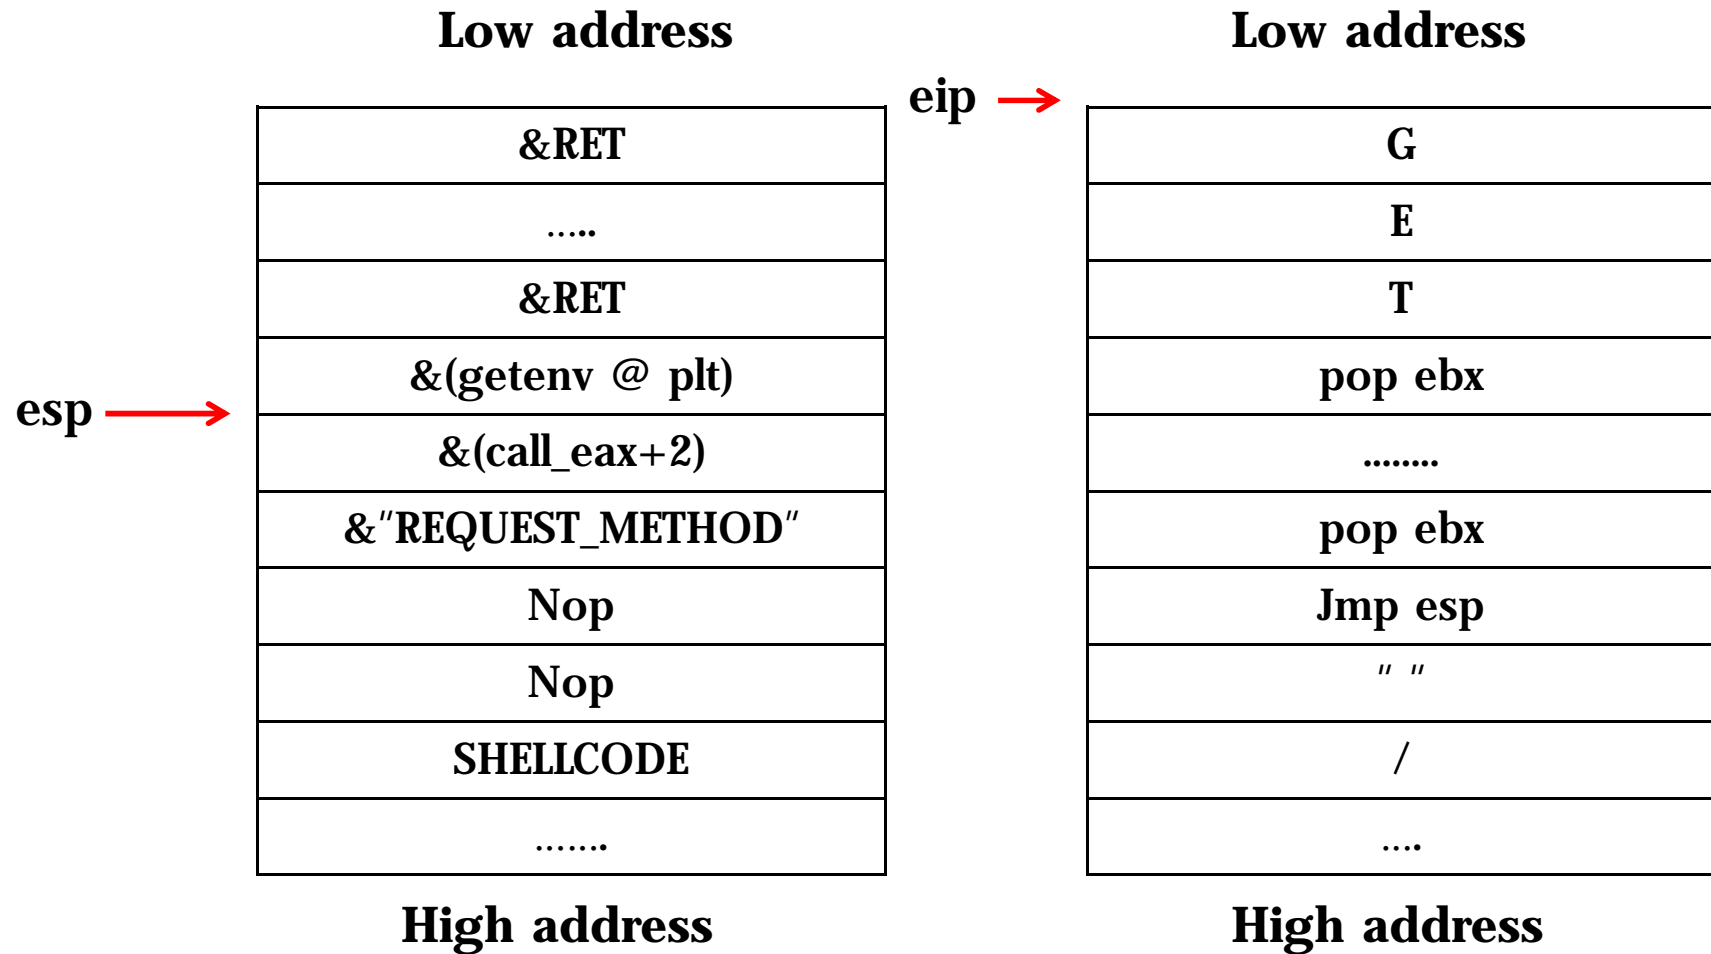 Low address
&RET
…..
&RET
&(getenv @ plt)
esp
&(call_eax+2)
&"REQUEST_METHOD"
Nop
Nop
SHELLCODE
…….
High address
Low address
eip
G
E
T
pop ebx
........
pop ebx
Jmp esp
" "
/
….
High address